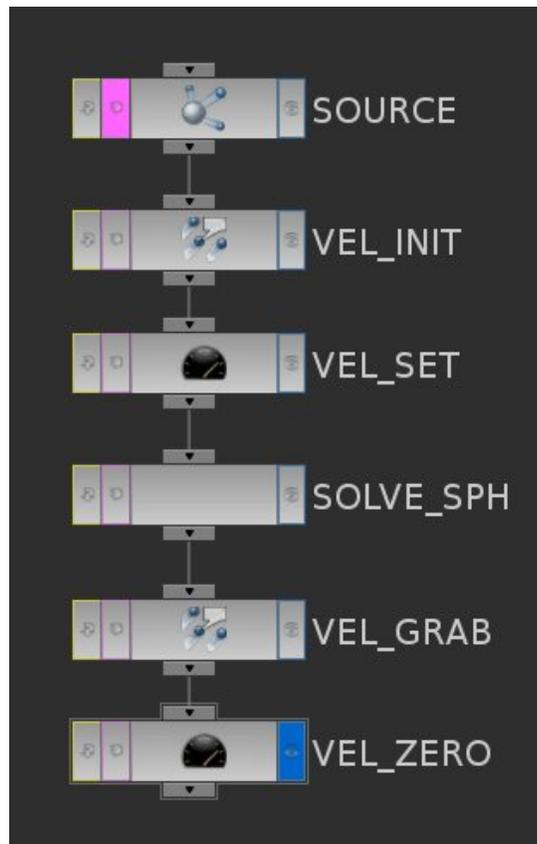 SOURCE
VEL_INIT
VEL_SET
SOLVE_SPH
VEL_GRAB
VEL_ZERO